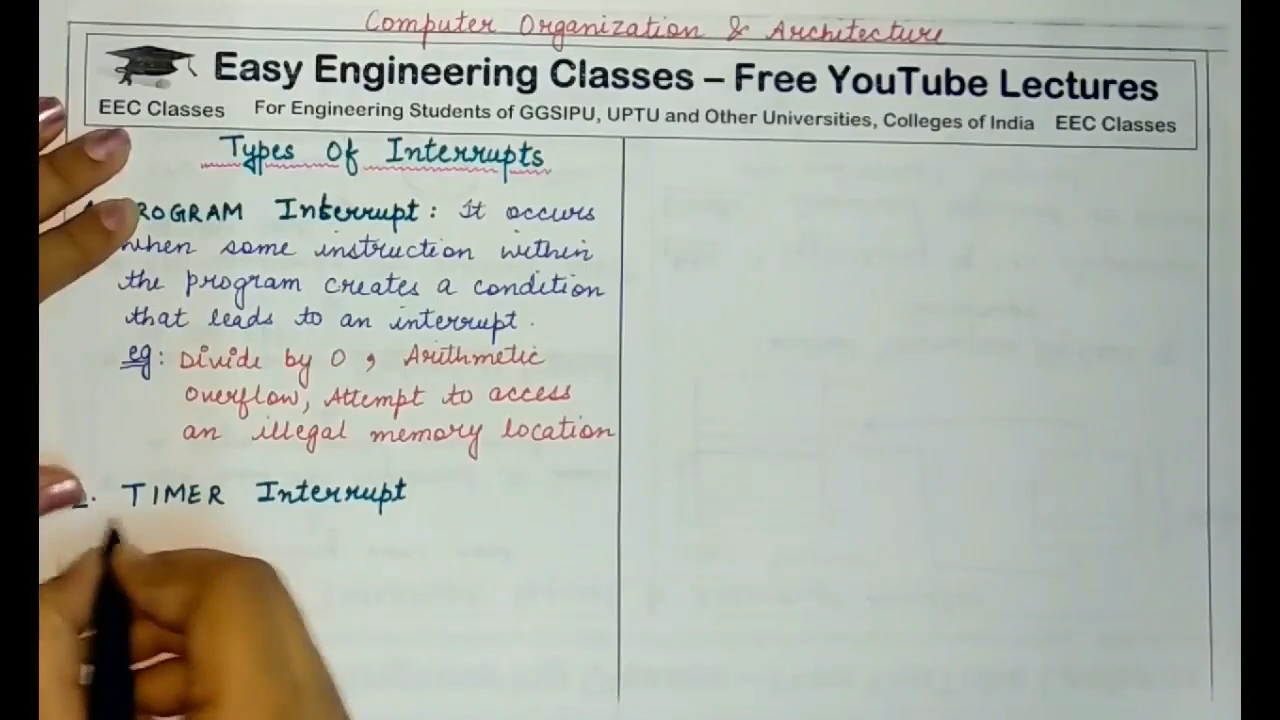 Computer Organization & Architecture
Easy Engineering Classes – Free YouTube Lectures
EEC Classes For Engineering Students of GGSIPU, UPTU and Other Universities, Colleges of India EEC Classes
Types Of Interrupts
ROGRAM Interrupt: It occurs
when some instruction within
the program creates a condition
that leads to an interrupt.
eg: Divide by 0, Arithmetic
Overflow, Attempt to access
an illegal memory location
2. TIMER Interrupt